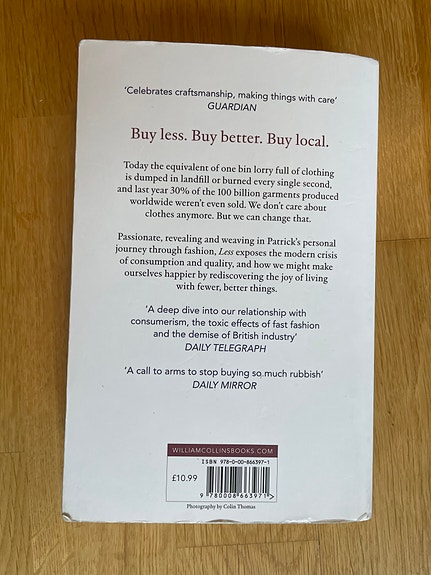 ‘Celebrates craftsmanship, making things with care’
GUARDIAN
Buy less. Buy better. Buy local.
Today the equivalent of one bin lorry full of clothing
is dumped in landfill or burned every single second,
and last year 30% of the 100 billion garments produced
worldwide weren’t even sold. We don’t care about
clothes anymore. But we can change that.
Passionate, revealing and weaving in Patrick’s personal
journey through fashion, Less exposes the modern crisis
of consumption and quality, and how we might make
ourselves happier by rediscovering the joy of living
with fewer, better things.
‘A deep dive into our relationship with
consumerism, the toxic effects of fast fashion
and the demise of British industry’
DAILY TELEGRAPH
‘A call to arms to stop buying so much rubbish’
DAILY MIRROR
WILLIAMCOLLINSBOOKS.COM
ISBN 978-0-00-866397-1
£10.99
9 780008 663971 >
Photography by Colin Thomas